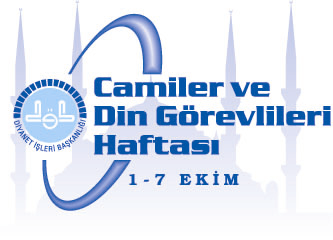 Camiler ve
Din Görevlileri
Haftası
1 - 7 EKİM
DİYANET İŞLERİ BAŞKANLIĞI